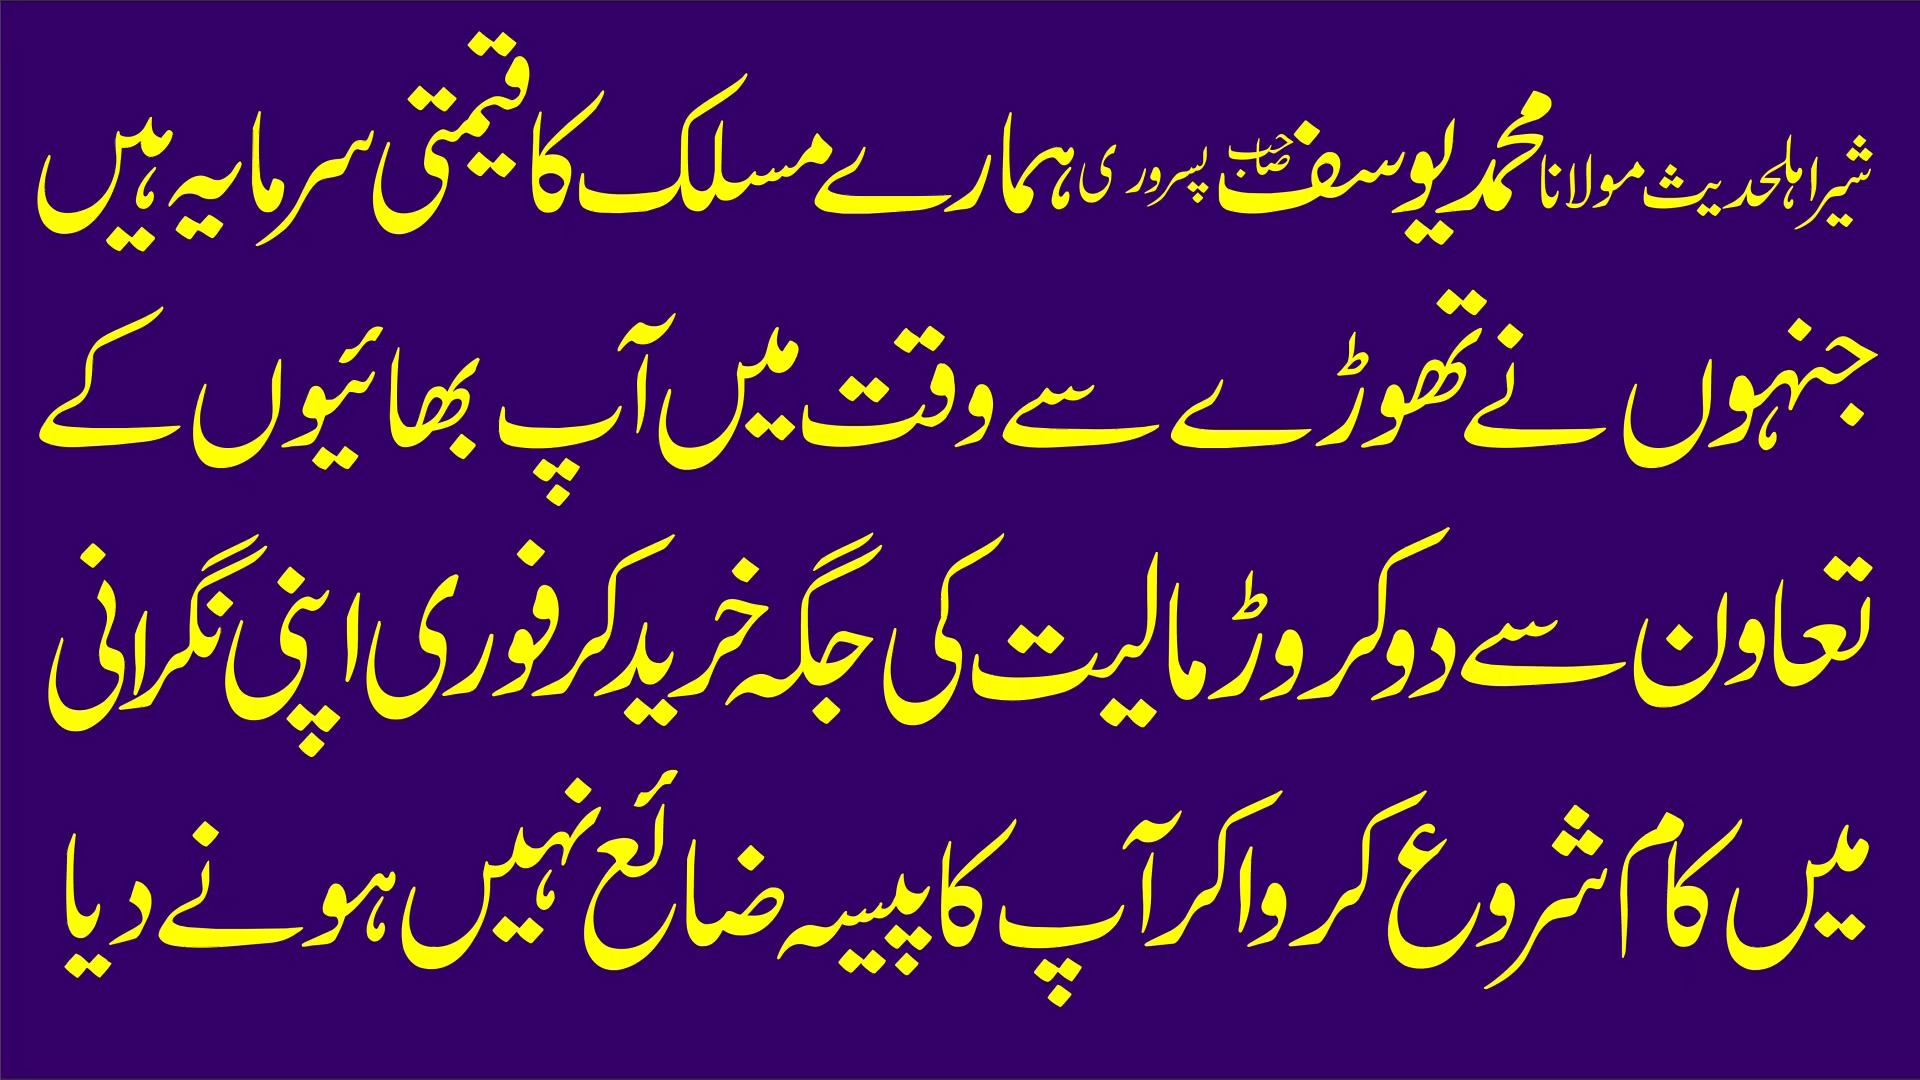 شیر اہلحدیث مولانا محمد یوسف صاحب پسروری ہمارے مسلک کا قیمتی سرمایہ ہیں
جنہوں نے تھوڑے سے وقت میں آپ بھائیوں کے
تعاون سے دو کروڑ مالیت کی جگہ خرید کر فوری اپنی نگرانی
میں کام شروع کروا کر آپ کا پیسہ ضائع نہیں ہونے دیا